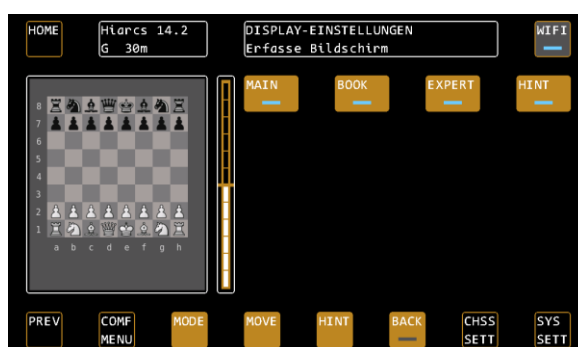 HOME
Hiarcs 14.2
G 30m
DISPLAY-EINSTELLUNGEN
Erfasse Bildschirm
WIFI
MAIN
BOOK
EXPERT
HINT
8
7
6
5
4
3
2
1
a b c d e f g h
PREV
COMF
MENU
MODE
MOVE
HINT
BACK
CHSS
SETT
SYS
SETT